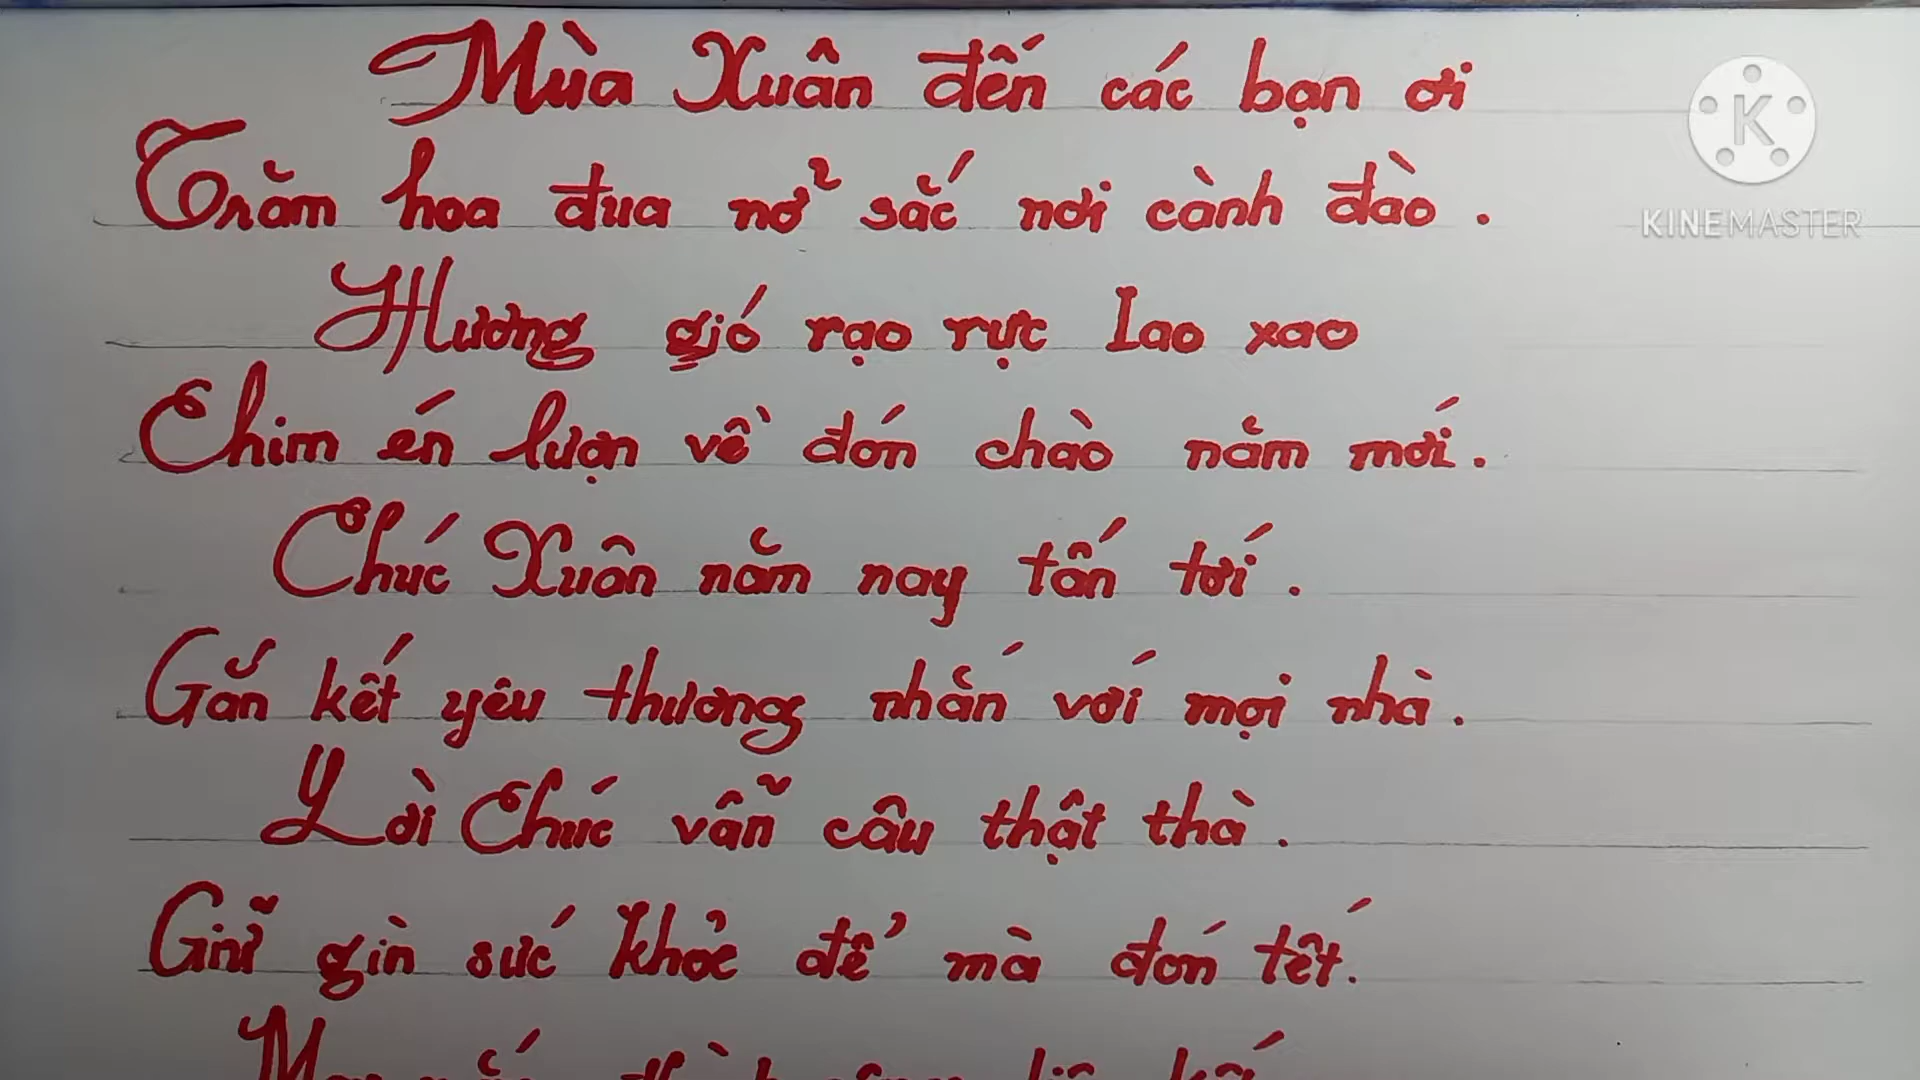 Mùa Xuân đến các bạn ơi
Trăm hoa đua nở sắc nơi cành đào.
Hương gió rạo rực lao xao
Chim én lượn về đón chào năm mới.
Chúc Xuân năm nay tấn tới.
Gắn kết yêu thương nhắn với mọi nhà.
Lời Chúc vẫn câu thật thà.
Giữ gìn sức khỏe để mà đón tết.
KINEMASTER